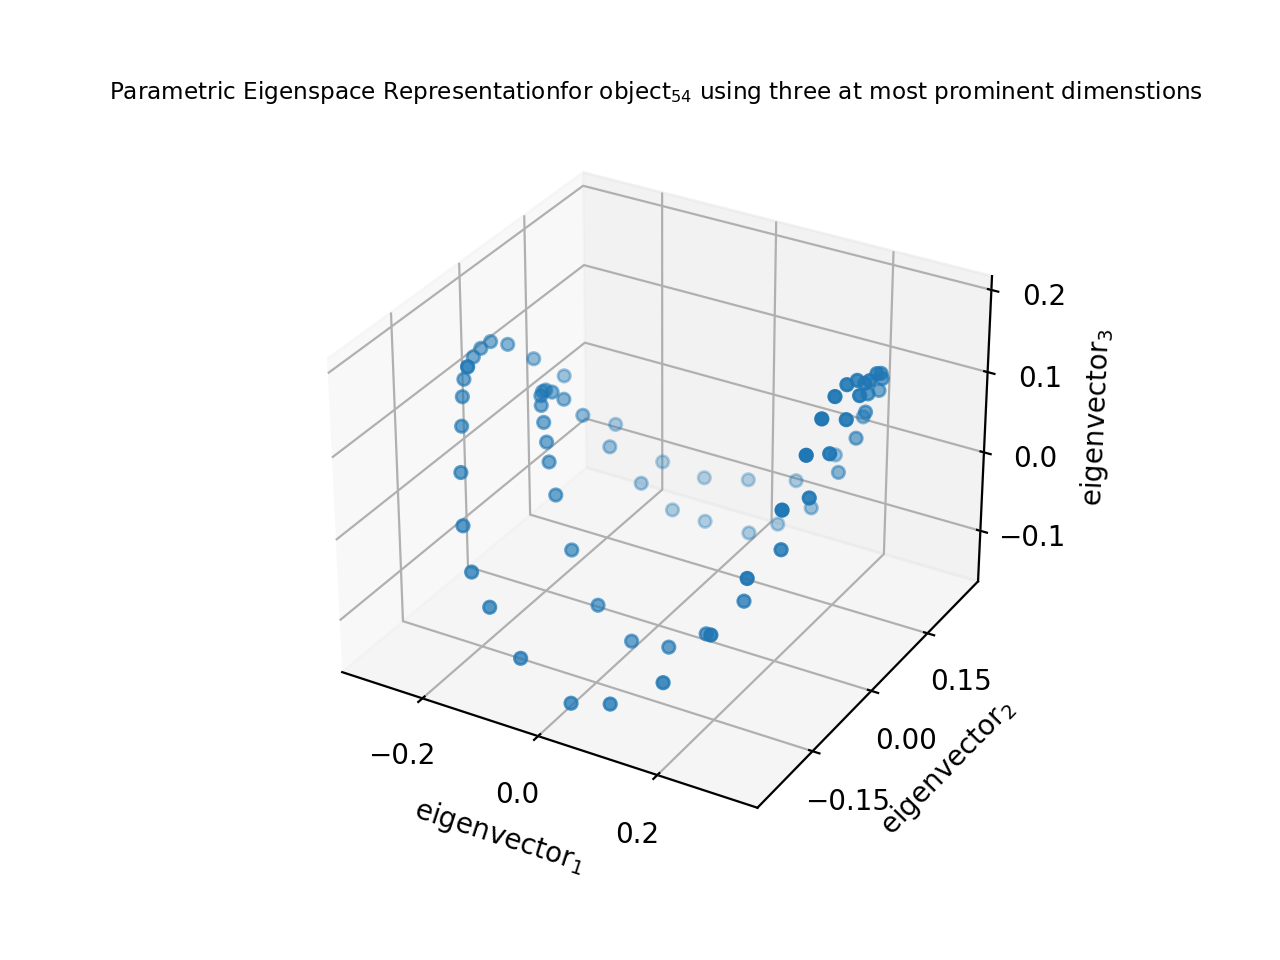 Parametric Eigenspace Representationfor object₅₄ using three at most prominent dimenstions
0.2
0.1
0.0
−0.1
eigenvector₃
0.15
0.00
−0.15
eigenvector₂
−0.2
0.0
0.2
eigenvector₁